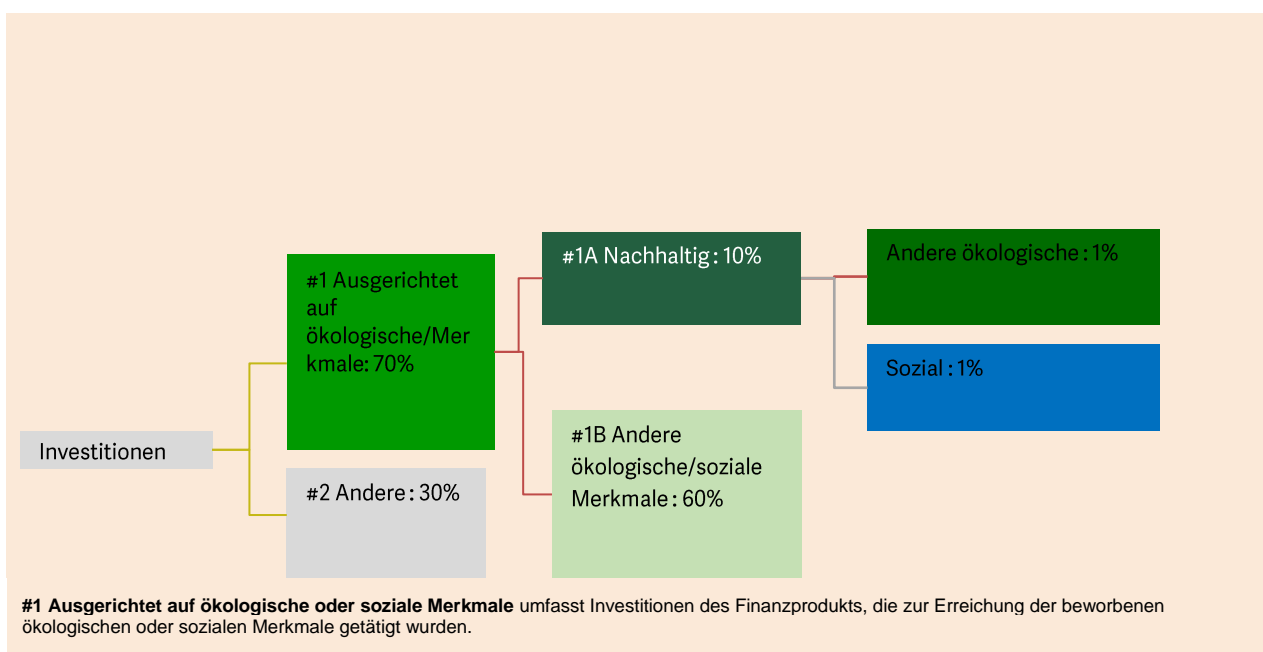 #1A Nachhaltig: 10%
Andere ökologische: 1%
#1 Ausgerichtet
auf
ökologische/Mer
kmale: 70%
Sozial: 1%
#1B Andere
ökologische/soziale
Merkmale: 60%
Investitionen
#2 Andere: 30%
#1 Ausgerichtet auf ökologische oder soziale Merkmale umfasst Investitionen des Finanzprodukts, die zur Erreichung der beworbenen
ökologischen oder sozialen Merkmale getätigt wurden.